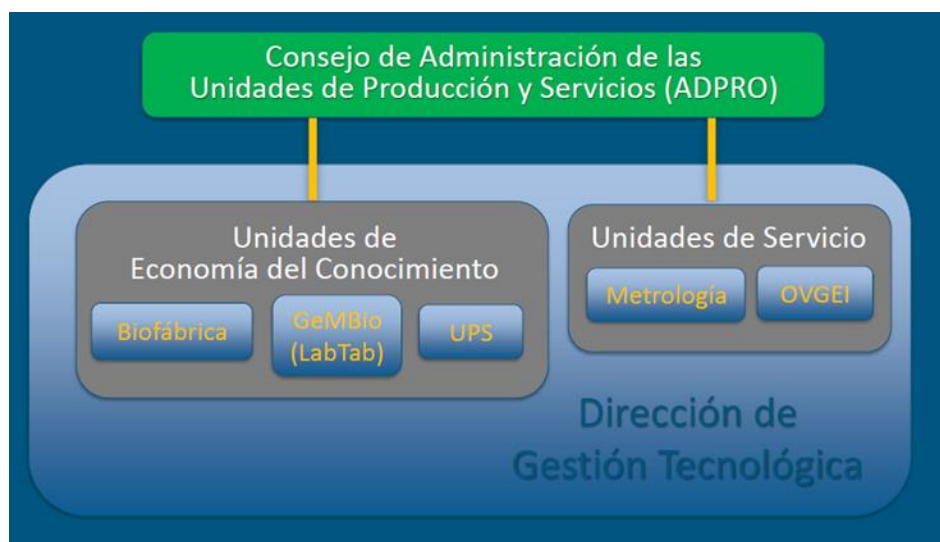 Consejo de Administración de las
Unidades de Producción y Servicios (ADPRO)
Unidades de
Economía del Conocimiento
Biofábrica
GeMBio
(LabTab)
UPS
Unidades de Servicio
Metrología
OVGEI
Dirección de
Gestión Tecnológica